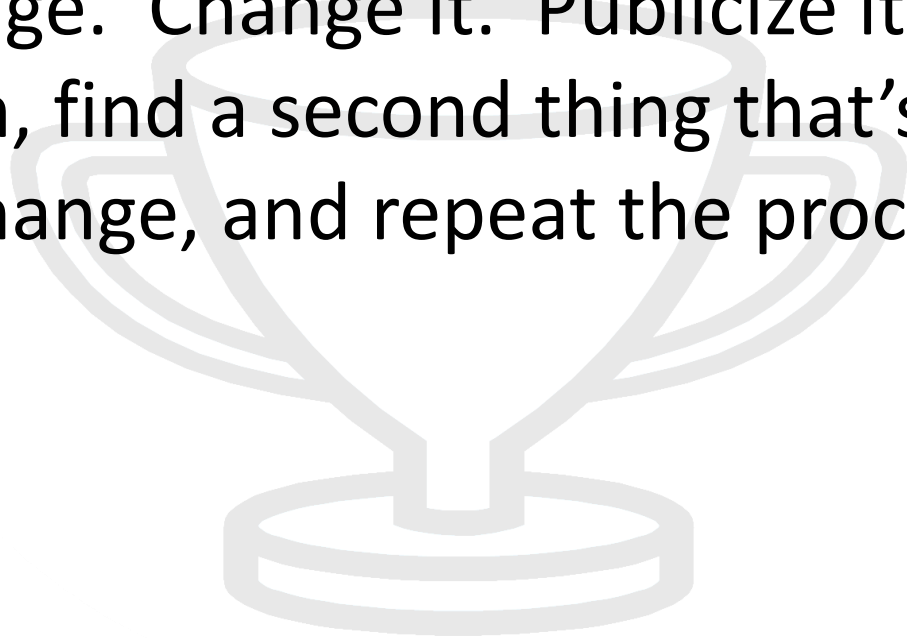 ge. Change it. Publicize it
, find a second thing that's
hange, and repeat the proc